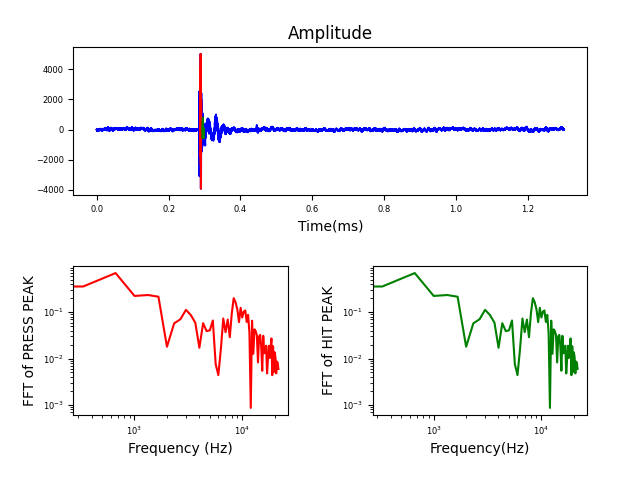 Amplitude
4000
2000
0
−2000
−4000
0.0 0.2 0.4 0.6 0.8 1.0 1.2
Time(ms)
FFT of PRESS PEAK
10⁻¹
10⁻²
10⁻³
10³ 10⁴
Frequency (Hz)
FFT of HIT PEAK
10⁻¹
10⁻²
10⁻³
10³ 10⁴
Frequency(Hz)